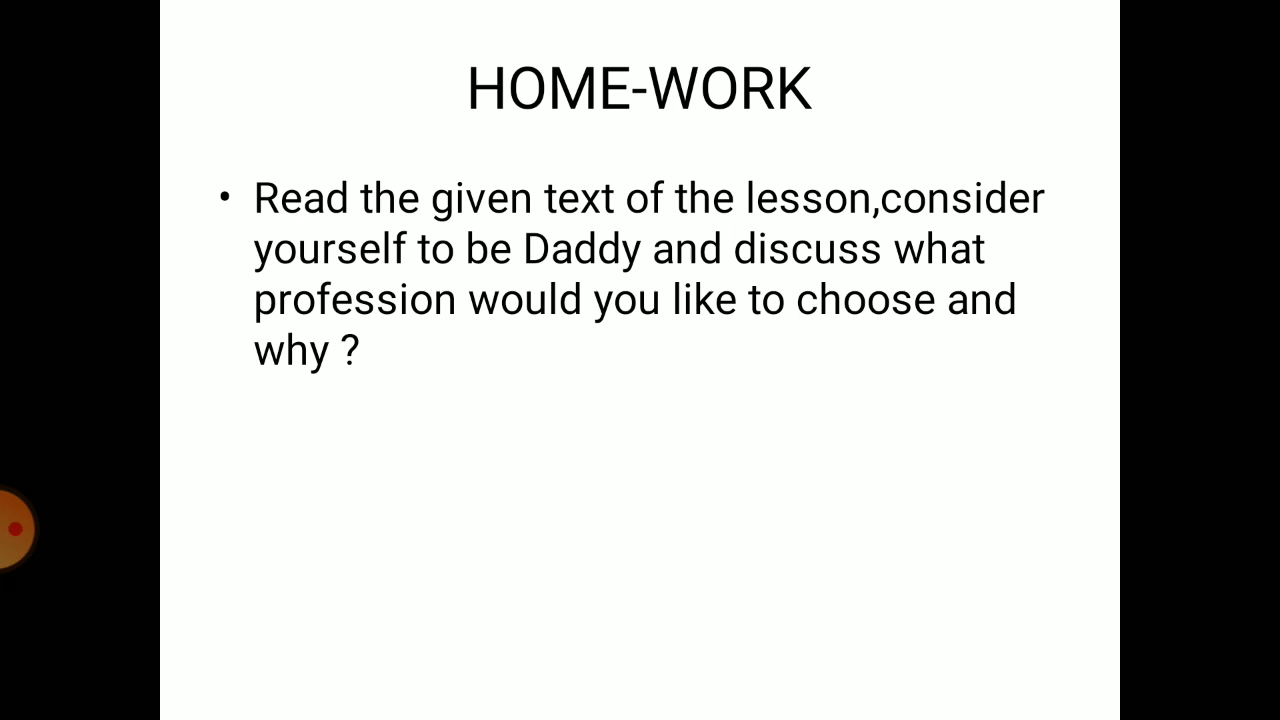 HOME-WORK
• Read the given text of the lesson,consider
yourself to be Daddy and discuss what
profession would you like to choose and
why ?